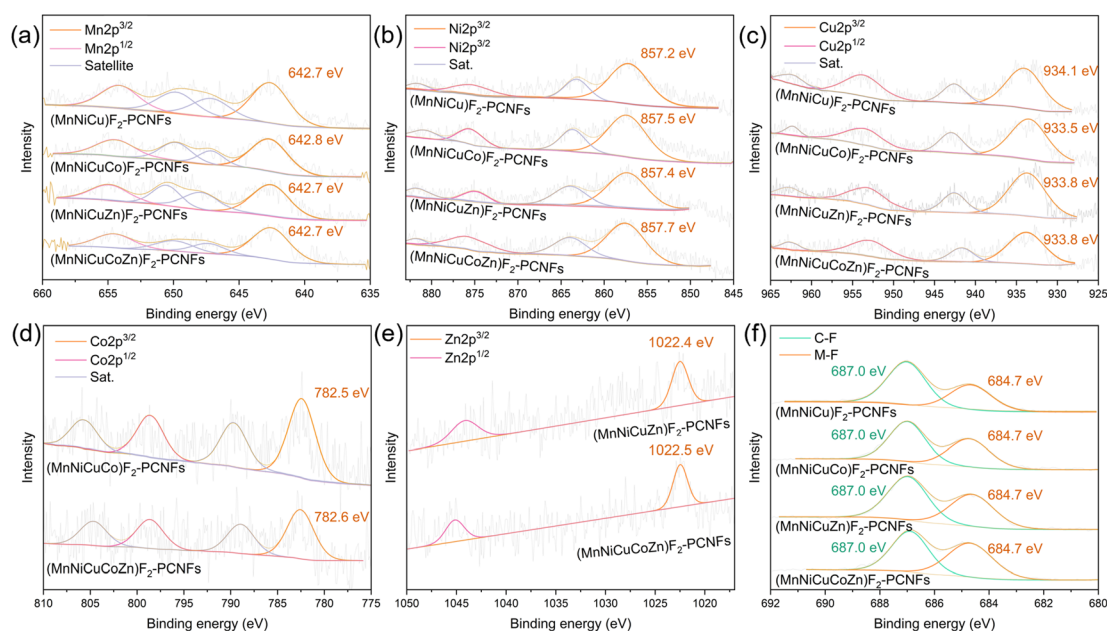 (a)
Mn2p3/2
Mn2p1/2
Satellite
642.7 eV
(MnNiCu)F2-PCNFs
642.8 eV
(MnNiCuCo)F2-PCNFs
642.7 eV
(MnNiCuZn)F2-PCNFs
642.7 eV
(MnNiCuCoZn)F2-PCNFs
Intensity
660 655 650 645 640 635
Binding energy (eV)
(b)
Ni2p3/2
Ni2p3/2
Sat.
857.2 eV
(MnNiCu)F2-PCNFs
857.5 eV
(MnNiCuCo)F2-PCNFs
857.4 eV
(MnNiCuZn)F2-PCNFs
857.7 eV
(MnNiCuCoZn)F2-PCNFs
Intensity
880 875 870 865 860 855 850 845
Binding energy (eV)
(c)
Cu2p3/2
Cu2p1/2
Sat.
934.1 eV
(MnNiCu)F2-PCNFs
933.5 eV
(MnNiCuCo)F2-PCNFs
933.8 eV
(MnNiCuZn)F2-PCNFs
933.8 eV
(MnNiCuCoZn)F2-PCNFs
Intensity
965 960 955 950 945 940 935 930 925
Binding energy (eV)
(d)
Co2p3/2
Co2p1/2
Sat.
782.5 eV
(MnNiCuCo)F2-PCNFs
782.6 eV
(MnNiCuCoZn)F2-PCNFs
Intensity
810 805 800 795 790 785 780 775
Binding energy (eV)
(e)
Zn2p3/2
Zn2p1/2
1022.4 eV
(MnNiCuZn)F2-PCNFs
1022.5 eV
(MnNiCuCoZn)F2-PCNFs
Intensity
1050 1045 1040 1035 1030 1025 1020
Binding energy (eV)
(f)
C-F
M-F
687.0 eV
684.7 eV
(MnNiCu)F2-PCNFs
687.0 eV
684.7 eV
(MnNiCuCo)F2-PCNFs
687.0 eV
684.7 eV
(MnNiCuZn)F2-PCNFs
687.0 eV
684.7 eV
(MnNiCuCoZn)F2-PCNFs
Intensity
692 690 688 686 684 682 680
Binding energy (eV)